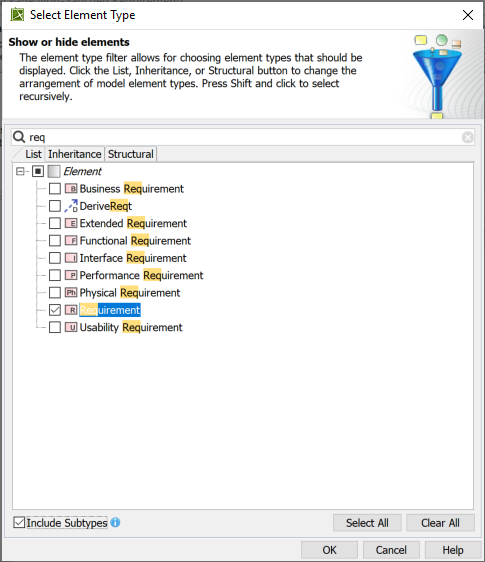 Select Element Type
Show or hide elements
The element type filter allows for choosing element types that should be
displayed. Click the List, Inheritance, or Structural button to change the
arrangement of model element types. Press Shift and click to select
recursively.
req
List Inheritance Structural
Element
B Business Requirement
D DeriveReqt
E Extended Requirement
F Functional Requirement
I Interface Requirement
P Performance Requirement
Ph Physical Requirement
R Requirement
U Usability Requirement
Include Subtypes i
Select All Clear All
OK Cancel Help